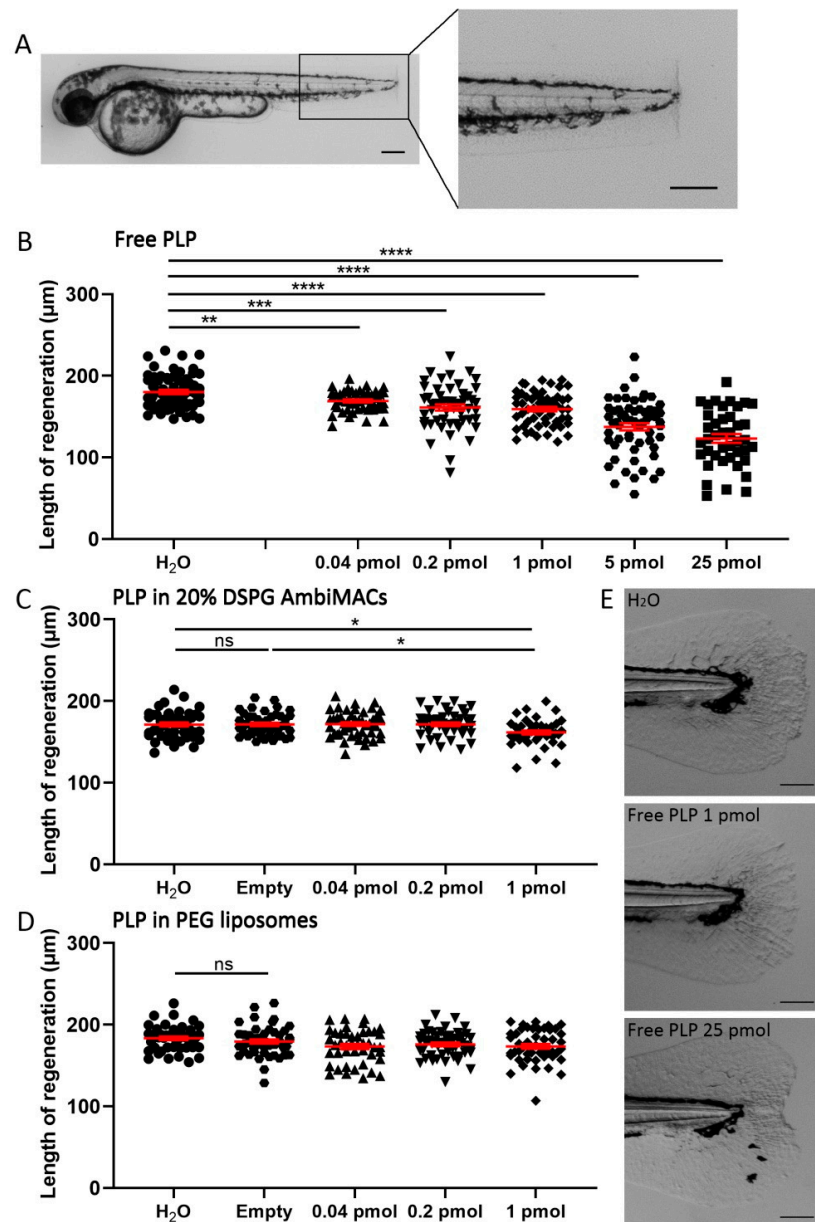 A
B
Free PLP
****
****
****
***
**
Length of regeneration (µm)
300
200
100
0
H₂O
0.04 pmol
0.2 pmol
1 pmol
5 pmol
25 pmol
C
PLP in 20% DSPG AmbiMACs
*
ns
*
Length of regeneration (µm)
300
200
100
0
H₂O
Empty
0.04 pmol
0.2 pmol
1 pmol
D
PLP in PEG liposomes
ns
Length of regeneration (µm)
300
200
100
0
H₂O
Empty
0.04 pmol
0.2 pmol
1 pmol
E
H₂O
Free PLP 1 pmol
Free PLP 25 pmol